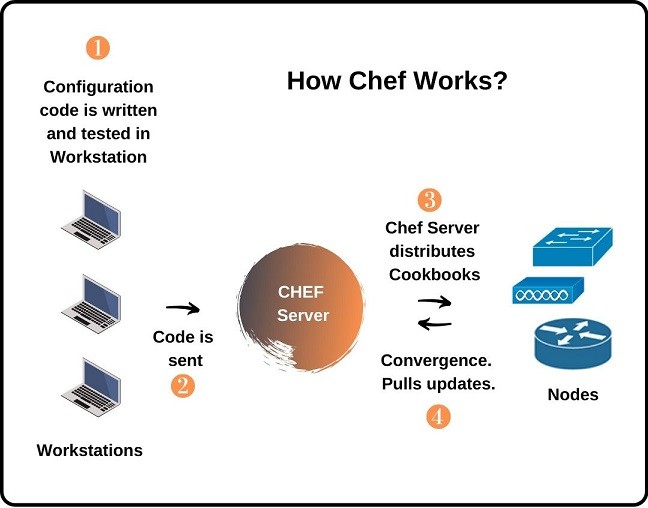 How Chef Works?
1
Configuration
code is written
and tested in
Workstation
Workstations
Code is
sent
2
CHEF
Server
3
Chef Server
distributes
Cookbooks
Convergence.
Pulls updates.
4
Nodes